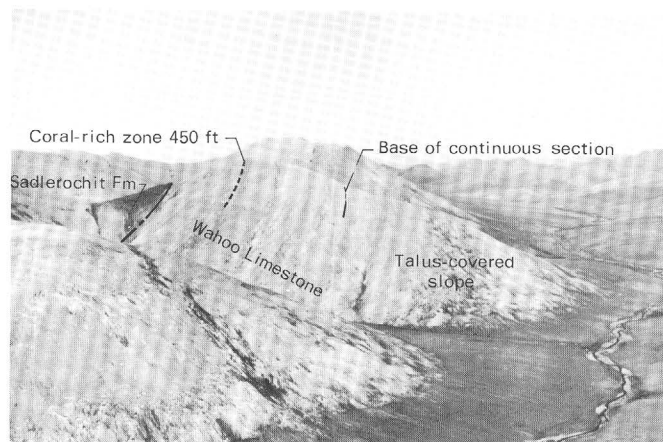 Coral-rich zone 450 ft
Base of continuous section
Sadlerochit Fm
Wahoo Limestone
Talus-covered
slope